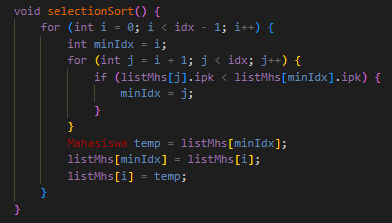 void selectionSort() {
    for (int i = 0; i < idx - 1; i++) {
        int minIdx = i;
        for (int j = i + 1; j < idx; j++) {
            if (listMhs[j].ipk < listMhs[minIdx].ipk) {
                minIdx = j;
            }
        }
        Mahasiswa temp = listMhs[minIdx];
        listMhs[minIdx] = listMhs[i];
        listMhs[i] = temp;
    }
}